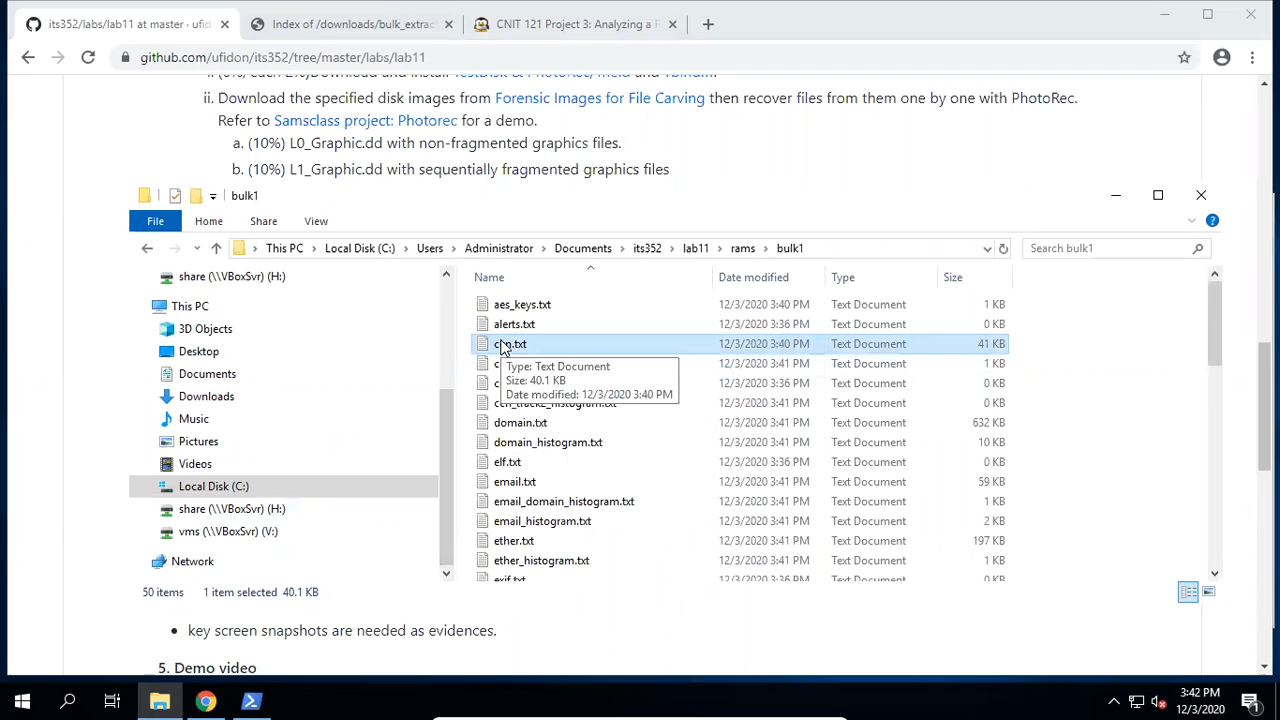 its352/labs/lab11 at master · ufid
Index of /downloads/bulk_extrac
CNIT 121 Project 3: Analyzing a F
github.com/ufidon/its352/tree/master/labs/lab11
ii. Download the specified disk images from Forensic Images for File Carving then recover files from them one by one with PhotoRec.
Refer to Samsclass project: Photorec for a demo.
a. (10%) L0_Graphic.dd with non-fragmented graphics files.
b. (10%) L1_Graphic.dd with sequentially fragmented graphics files
bulk1
File Home Share View
This PC Local Disk (C:) Users Administrator Documents its352 lab11 rams bulk1 Search bulk1
share (\\VBoxSvr) (H:)
This PC
3D Objects
Desktop
Documents
Downloads
Music
Pictures
Videos
Local Disk (C:)
share (\\VBoxSvr) (H:)
vms (\\VBoxSvr) (V:)
Network
Name Date modified Type Size
aes_keys.txt 12/3/2020 3:40 PM Text Document 1 KB
alerts.txt 12/3/2020 3:36 PM Text Document 0 KB
12/3/2020 3:40 PM Text Document 41 KB
12/3/2020 3:41 PM Text Document 1 KB
12/3/2020 3:41 PM Text Document 0 KB
12/3/2020 3:41 PM Text Document 0 KB
domain.txt 12/3/2020 3:41 PM Text Document 632 KB
domain_histogram.txt 12/3/2020 3:41 PM Text Document 10 KB
elf.txt 12/3/2020 3:36 PM Text Document 0 KB
email.txt 12/3/2020 3:41 PM Text Document 59 KB
email_domain_histogram.txt 12/3/2020 3:41 PM Text Document 1 KB
email_histogram.txt 12/3/2020 3:41 PM Text Document 2 KB
ether.txt 12/3/2020 3:41 PM Text Document 197 KB
ether_histogram.txt 12/3/2020 3:41 PM Text Document 1 KB
exif.txt 12/3/2020 3:36 PM Text Document 0 KB
Type: Text Document
Size: 40.1 KB
Date modified: 12/3/2020 3:40 PM
50 items 1 item selected 40.1 KB
key screen snapshots are needed as evidences.
5. Demo video
3:42 PM
12/3/2020
1